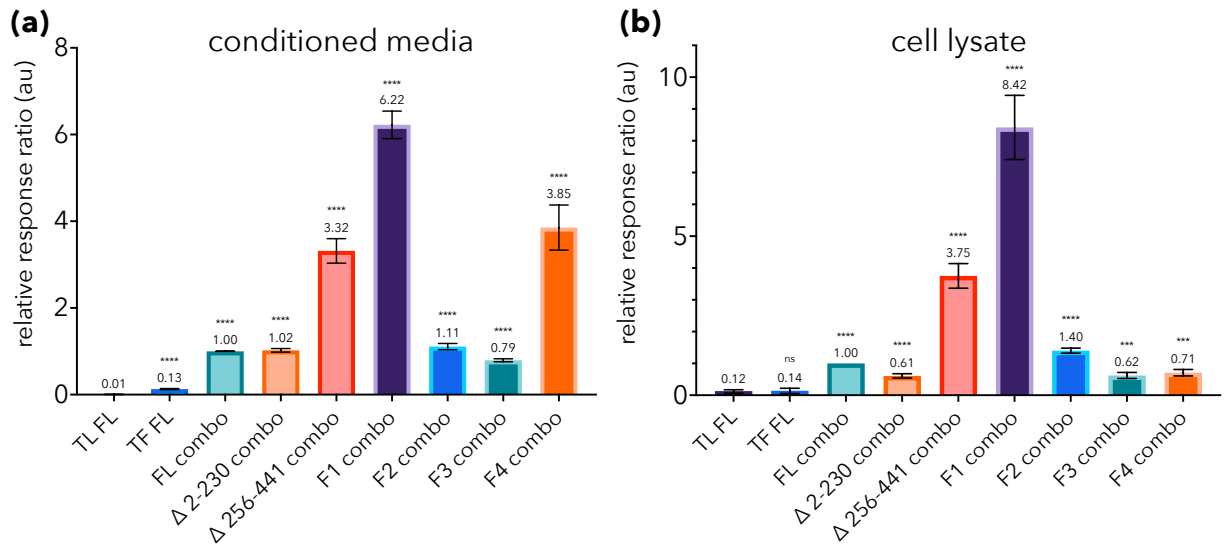 (a)
conditioned media
relative response ratio (au)
8
6
4
2
0
0.01
****
0.13
****
1.00
****
1.02
****
3.32
****
6.22
****
1.11
****
0.79
****
3.85
TL FL
TF FL
FL combo
Δ 2-230 combo
Δ 256-441 combo
F1 combo
F2 combo
F3 combo
F4 combo
(b)
cell lysate
relative response ratio (au)
10
5
0
0.12
ns
0.14
****
1.00
****
0.61
****
3.75
****
8.42
****
1.40
***
0.62
***
0.71
TL FL
TF FL
FL combo
Δ 2-230 combo
Δ 256-441 combo
F1 combo
F2 combo
F3 combo
F4 combo